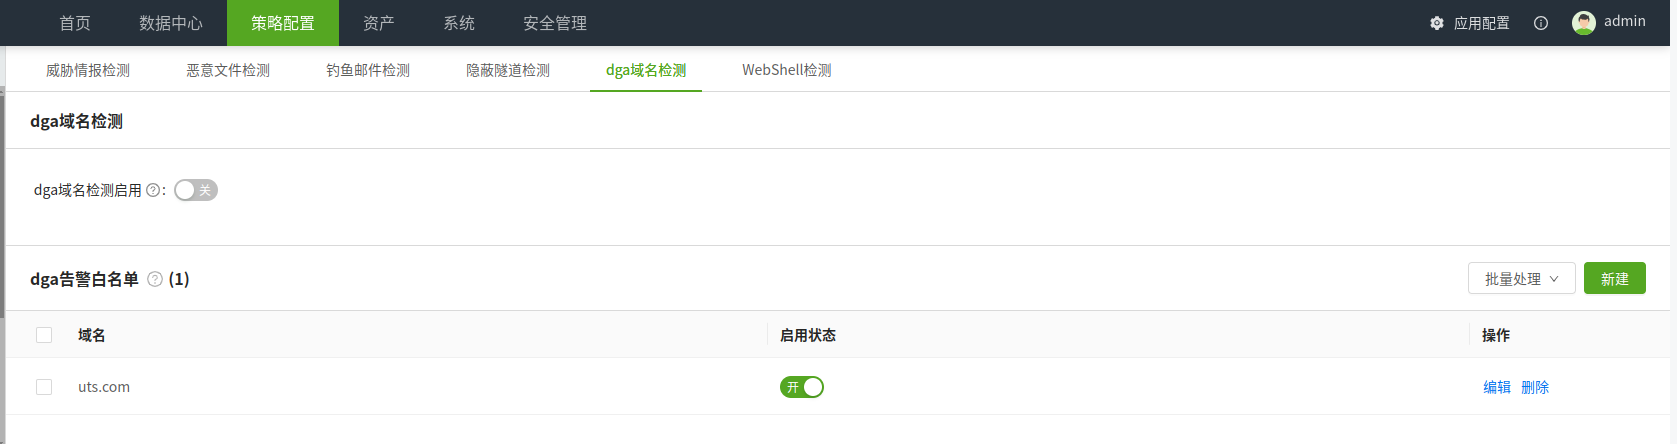 首页 数据中心 策略配置 资产 系统 安全管理 应用配置 admin
威胁情报检测 恶意文件检测 钓鱼邮件检测 隐蔽隧道检测 dga域名检测 WebShell检测
dga域名检测
dga域名检测启用 ? : 关
dga告警白名单 ? (1) 批量处理 新建
域名 启用状态 操作
uts.com 开 编辑 删除